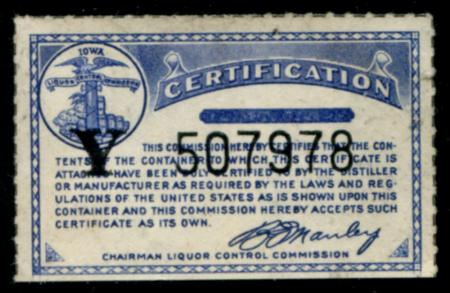 IOWA
LIQUOR CONTROL COMMISSION
CERTIFICATION
Y 507978
THIS COMMISSION HEREBY CERTIFIES THAT THE CON-
TENTS OF THE CONTAINER TO WHICH THIS CERTIFICATE IS
ATTACHED HAVE BEEN DULY CERTIFIED TO BY THE DISTILLER
OR MANUFACTURER AS REQUIRED BY THE LAWS AND REG-
ULATIONS OF THE UNITED STATES AS IS SHOWN UPON THIS
CONTAINER AND THIS COMMISSION HEREBY ACCEPTS SUCH
CERTIFICATE AS ITS OWN.
Manley
CHAIRMAN LIQUOR CONTROL COMMISSION